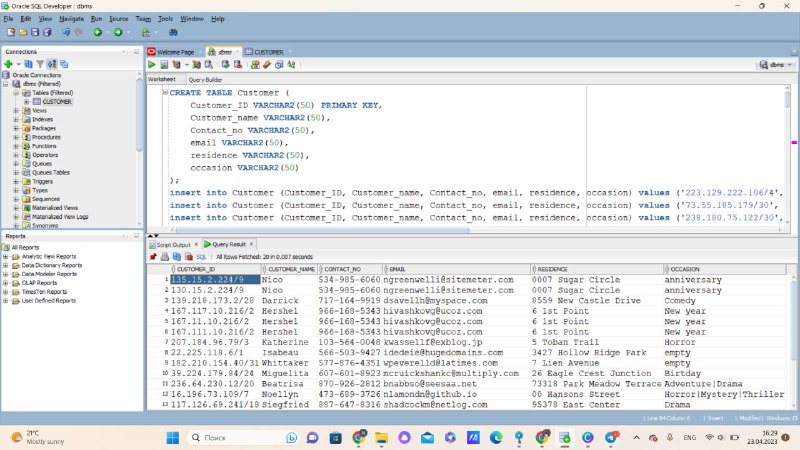 Oracle SQL Developer : dbms
File Edit View Navigate Run Source Team Tools Window Help
Connections
Welcome Page dbms CUSTOMER
dbms
Worksheet Query Builder
Oracle Connections
dbms (Filtered)
Tables (Filtered)
CUSTOMER
Views
Indexes
Packages
Procedures
Functions
Operators
Queues
Queues Tables
Triggers
Types
Sequences
Materialized Views
Materialized View Logs
Synonyms
CREATE TABLE Customer (
Customer_ID VARCHAR2(50) PRIMARY KEY,
Customer_name VARCHAR2(50),
Contact_no VARCHAR2(50),
email VARCHAR2(50),
residence VARCHAR2(50),
occasion VARCHAR2(50)
);
insert into Customer (Customer_ID, Customer_name, Contact_no, email, residence, occasion) values ('223.129.222.106/4',
insert into Customer (Customer_ID, Customer_name, Contact_no, email, residence, occasion) values ('73.55.185.179/30',
insert into Customer (Customer_ID, Customer_name, Contact_no, email, residence, occasion) values ('238.180.75.122/30',
Reports
All Reports
Analytic View Reports
Data Dictionary Reports
Data Modeler Reports
OLAP Reports
TimesTen Reports
User Defined Reports
Script Output Query Result
SQL All Rows Fetched: 20 in 0,007 seconds
CUSTOMER_ID CUSTOMER_NAME CONTACT_NO EMAIL RESIDENCE OCCASION
1 135.15.2.224/9 Nico 534-985-6060 ngreenwelli@sitemeter.com 0007 Sugar Circle anniversary
2 130.15.2.224/9 Nico 534-985-6060 ngreenwelli@sitemeter.com 0007 Sugar Circle anniversary
3 139.218.173.2/28 Darrick 717-164-9919 dsavellh@myspace.com 8559 New Castle Drive Comedy
4 167.117.10.216/2 Hershel 966-168-5343 hivashkovg@ucoz.com 6 1st Point New year
5 167.11.10.216/2 Hershel 966-168-5343 hivashkovg@ucoz.com 6 1st Point New year
6 167.111.10.216/2 Hershel 966-168-5343 hivashkovg@ucoz.com 6 1st Point New year
7 207.184.96.79/3 Katherine 103-564-0048 kwasself@exblog.jp 5 Toban Trail Horror
8 22.225.118.6/1 Isabeau 566-503-9427 idedeie@hugedomains.com 3427 Hollow Ridge Park empty
9 182.210.154.40/31 Whittaker 577-876-4351 wpeverelld@latimes.com 7 Lien Avenue empty
10 39.224.179.84/24 Miguelita 607-601-8923 mcruickshankc@multiply.com 26 Eagle Crest Junction Birtday
11 236.64.230.12/20 Beatrisa 870-926-2812 bnabbso@seesaa.net 73318 Park Meadow Terrace Adventure|Drama
12 16.196.73.109/7 Noellyn 473-689-3726 nlamondm@github.io 00 Hansons Street Horror|Mystery|Thriller
13 117.126.69.241/18 Siegfried 887-647-8316 shadcockm@netlog.com 95378 East Center Drama
Line 84 Column 6 Insert Modified Windows: C
21°C
Mostly sunny
Поиск
ENG
16:29
23.04.2023